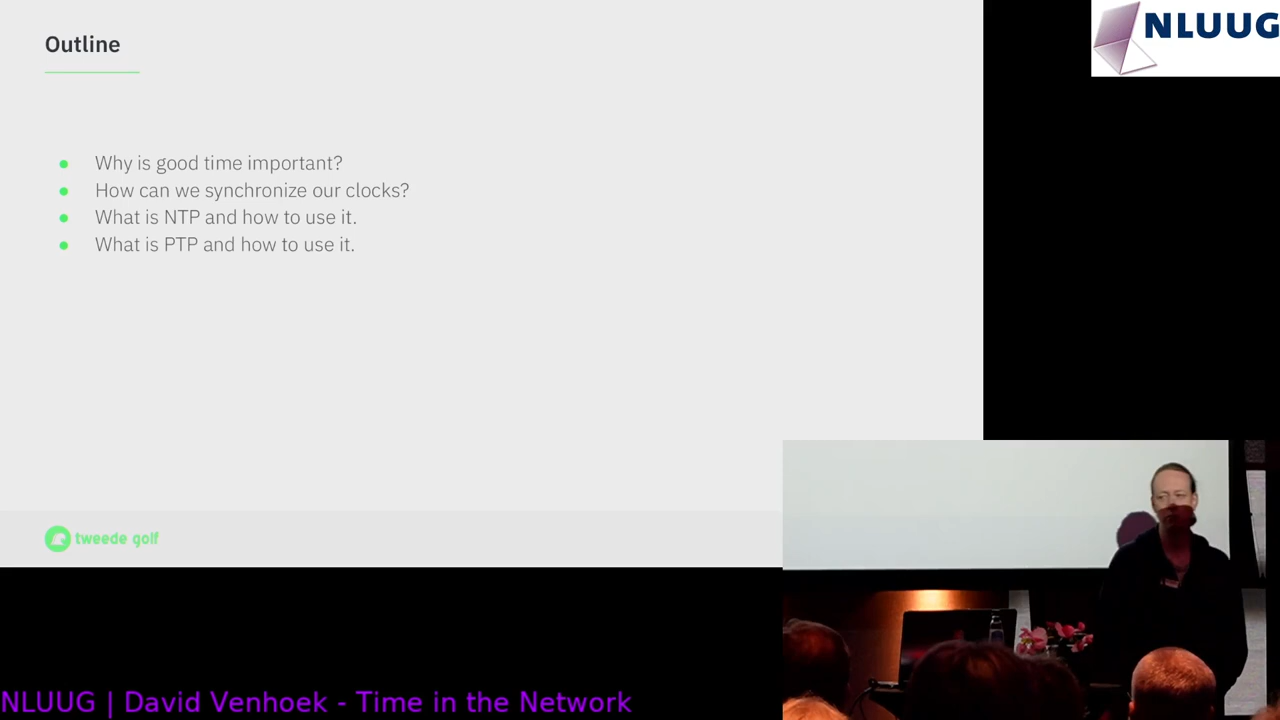 Outline
NLUUG
Why is good time important?
How can we synchronize our clocks?
What is NTP and how to use it.
What is PTP and how to use it.
tweede golf
NLUUG | David Venhoek - Time in the Network